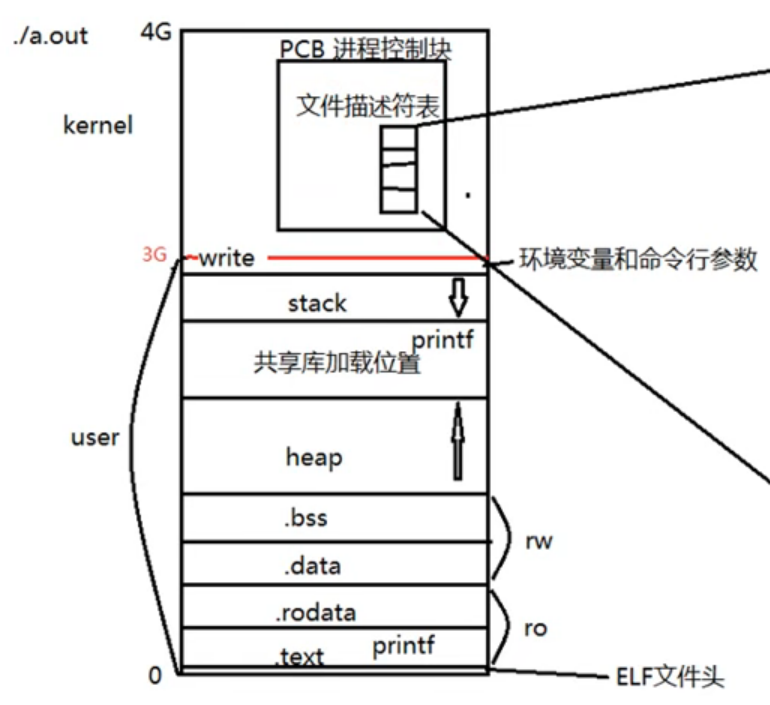 ./a.out
4G
PCB 进程控制块
文件描述符表
kernel
3G
write
环境变量和命令行参数
stack
printf
共享库加载位置
user
heap
.bss
rw
.data
.rodata
ro
printf
.text
0
ELF文件头